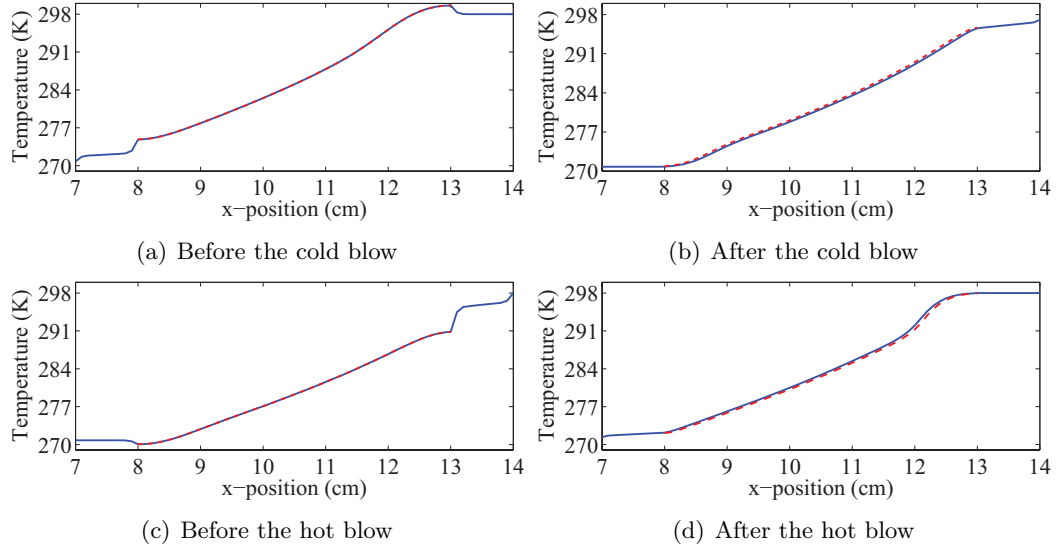 Temperature (K)
298
291
284
277
270
7 8 9 10 11 12 13 14
x−position (cm)
(a) Before the cold blow
Temperature (K)
298
291
284
277
270
7 8 9 10 11 12 13 14
x−position (cm)
(b) After the cold blow
Temperature (K)
298
291
284
277
270
7 8 9 10 11 12 13 14
x−position (cm)
(c) Before the hot blow
Temperature (K)
298
291
284
277
270
7 8 9 10 11 12 13 14
x−position (cm)
(d) After the hot blow